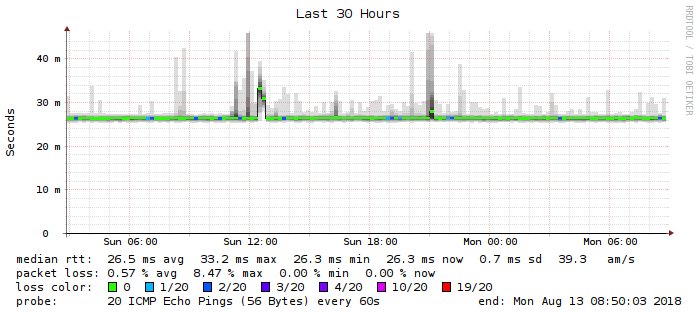 Last 30 Hours
RRDTOOL / TOBI OETIKER
Seconds
40 m
30 m
20 m
10 m
0
Sun 06:00 Sun 12:00 Sun 18:00 Mon 00:00 Mon 06:00
median rtt: 26.5 ms avg 33.2 ms max 26.3 ms min 26.3 ms now 0.7 ms sd 39.3 am/s
packet loss: 0.57 % avg 8.47 % max 0.00 % min 0.00 % now
loss color: 0 1/20 2/20 3/20 4/20 10/20 19/20
probe: 20 ICMP Echo Pings (56 Bytes) every 60s end: Mon Aug 13 08:50:03 2018